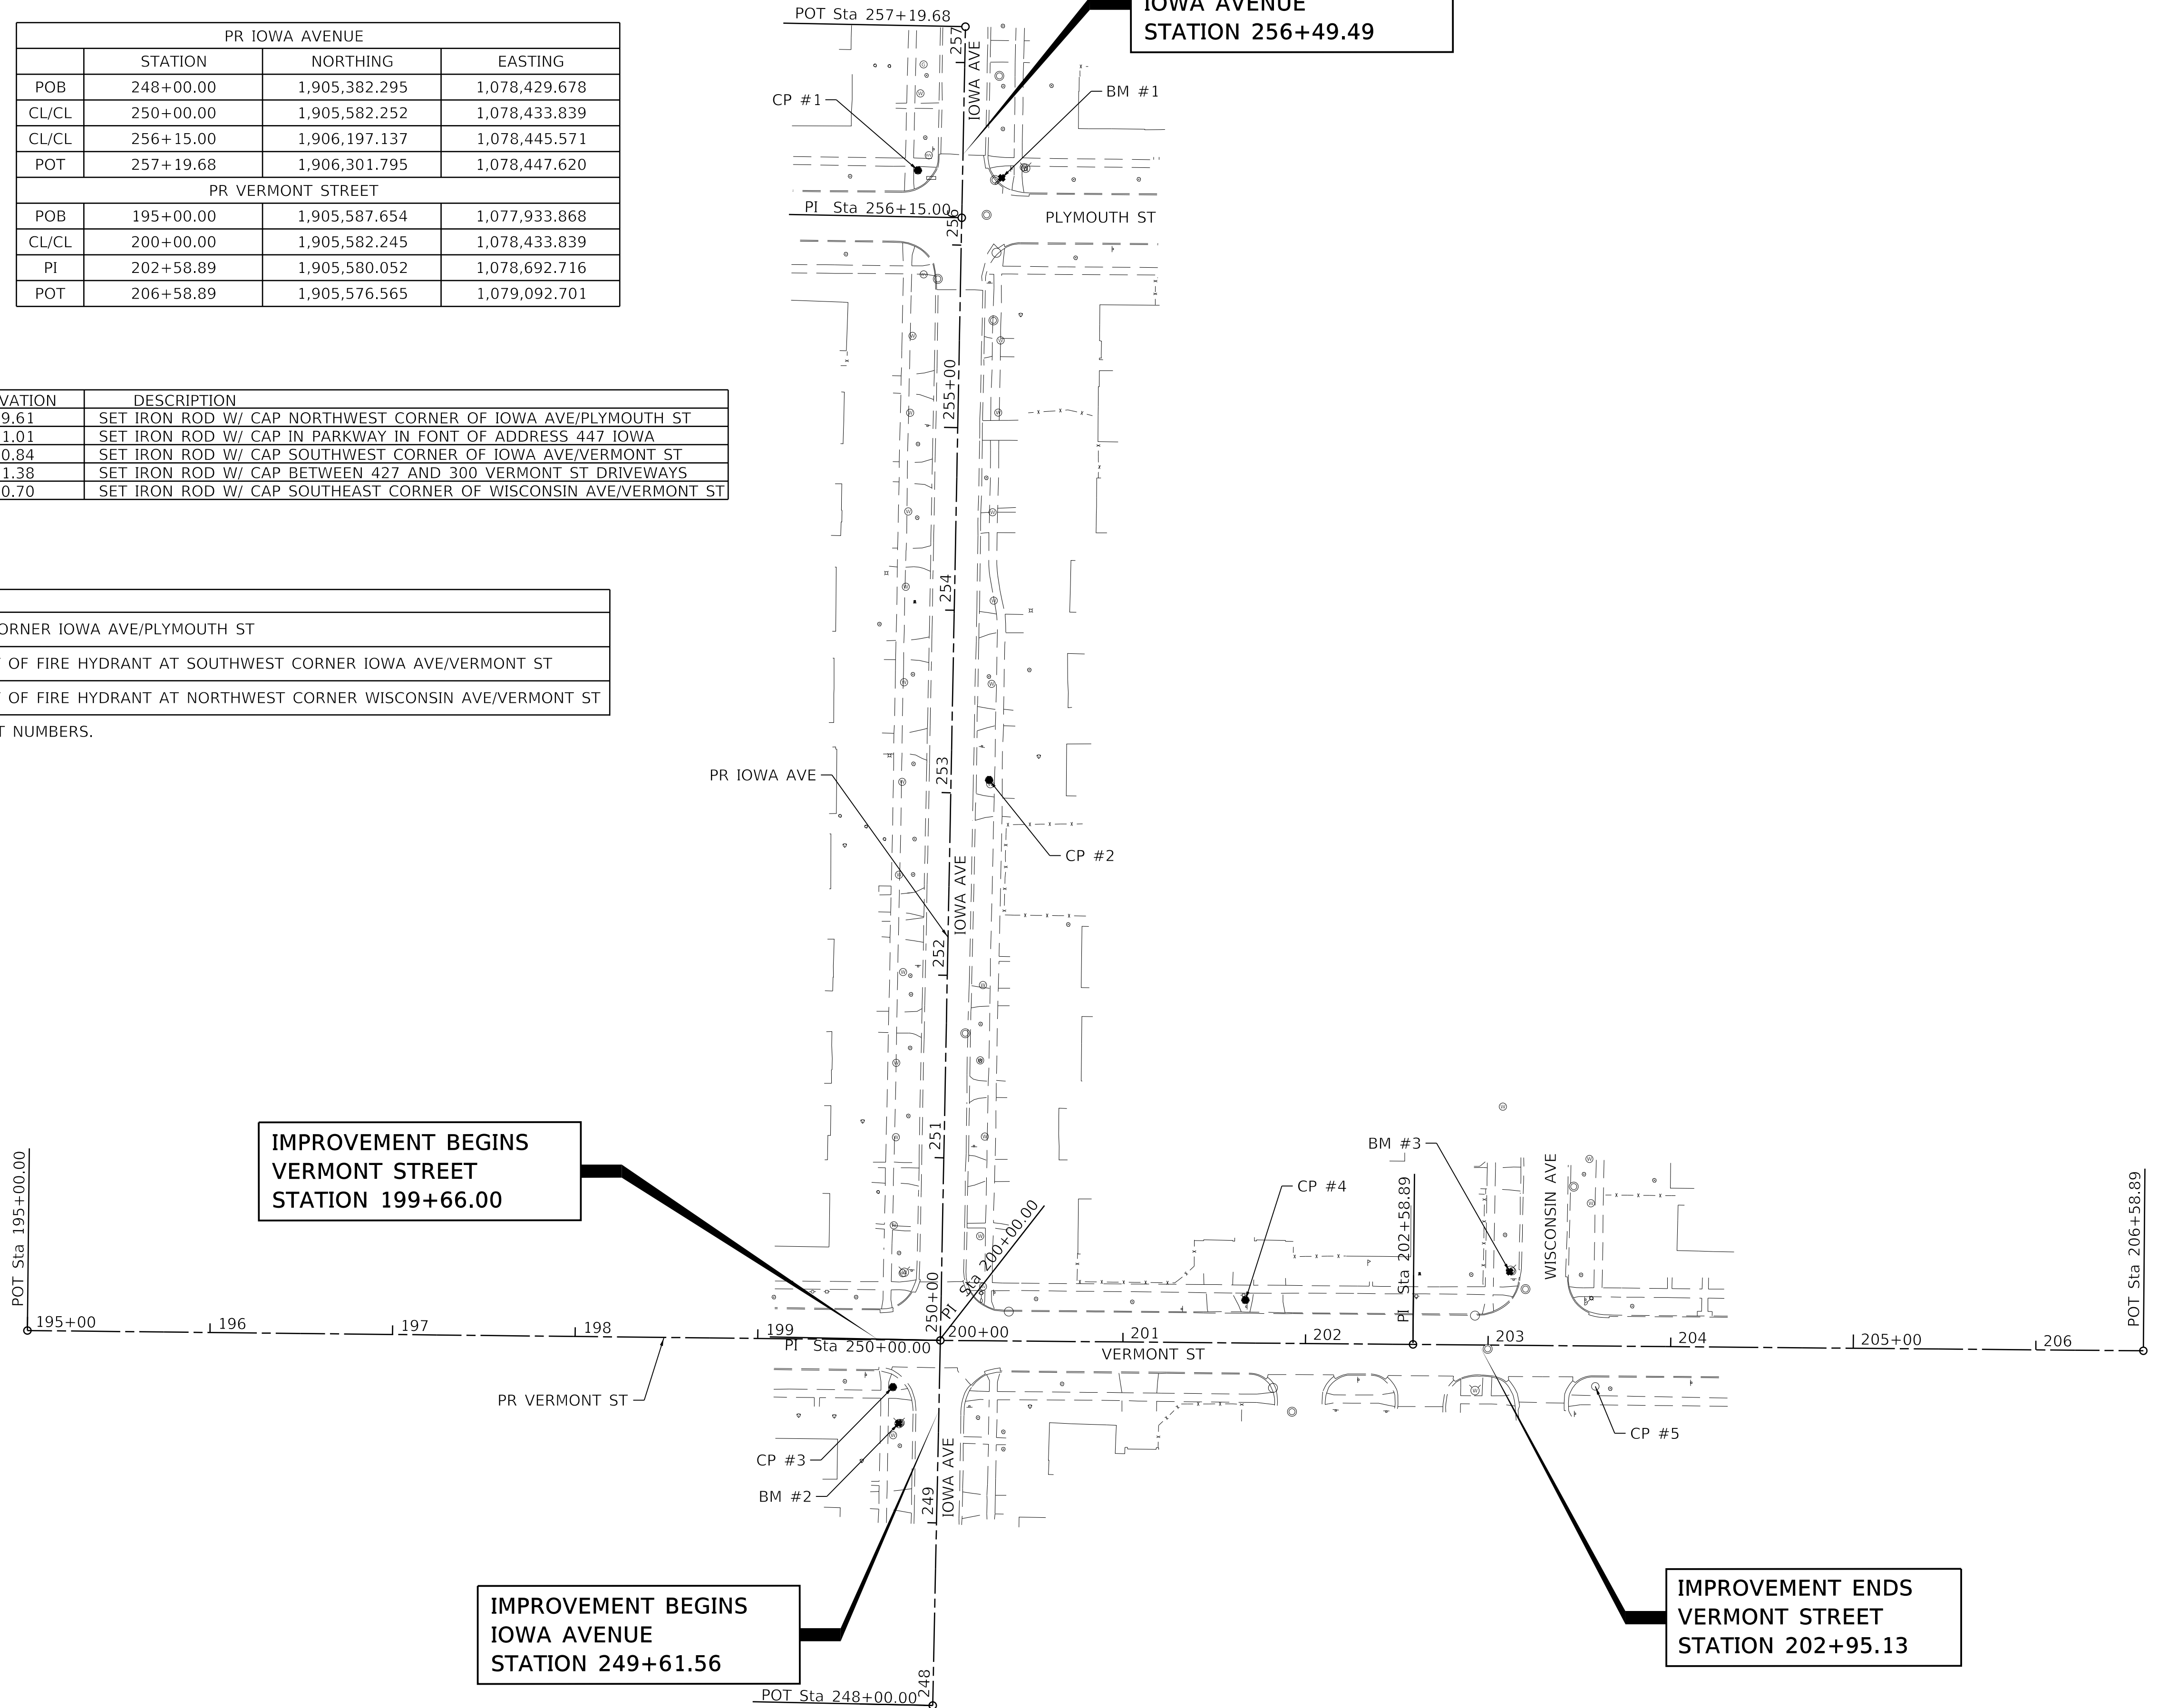 PR IOWA AVENUE
STATION NORTHING EASTING
POB 248+00.00 1,905,382.295 1,078,429.678
CL/CL 250+00.00 1,905,582.252 1,078,433.839
CL/CL 256+15.00 1,906,197.137 1,078,445.571
POT 257+19.68 1,906,301.795 1,078,447.620
PR VERMONT STREET
POB 195+00.00 1,905,587.654 1,077,933.868
CL/CL 200+00.00 1,905,582.245 1,078,433.839
PI 202+58.89 1,905,580.052 1,078,692.716
POT 206+58.89 1,905,576.565 1,079,092.701
VATION DESCRIPTION
9.61 SET IRON ROD W/ CAP NORTHWEST CORNER OF IOWA AVE/PLYMOUTH ST
1.01 SET IRON ROD W/ CAP IN PARKWAY IN FONT OF ADDRESS 447 IOWA
0.84 SET IRON ROD W/ CAP SOUTHWEST CORNER OF IOWA AVE/VERMONT ST
1.38 SET IRON ROD W/ CAP BETWEEN 427 AND 300 VERMONT ST DRIVEWAYS
0.70 SET IRON ROD W/ CAP SOUTHEAST CORNER OF WISCONSIN AVE/VERMONT ST
ORNER IOWA AVE/PLYMOUTH ST
OF FIRE HYDRANT AT SOUTHWEST CORNER IOWA AVE/VERMONT ST
OF FIRE HYDRANT AT NORTHWEST CORNER WISCONSIN AVE/VERMONT ST
T NUMBERS.
IOWA AVENUE
STATION 256+49.49
POT Sta 257+19.68
257
IOWA AVE
CP #1
BM #1
PI Sta 256+15.00
256
PLYMOUTH ST
255+00
254
253
PR IOWA AVE
CP #2
IOWA AVE
252
251
IMPROVEMENT BEGINS
VERMONT STREET
STATION 199+66.00
POT Sta 195+00.00
195+00
196
197
198
199
PI Sta 250+00.00
250+00
PI Sta 200+00.00
200+00
201
202
203
204
205+00
206
VERMONT ST
CP #4
PI Sta 202+58.89
BM #3
WISCONSIN AVE
POT Sta 206+58.89
PR VERMONT ST
CP #3
BM #2
IOWA AVE
249
CP #5
IMPROVEMENT BEGINS
IOWA AVENUE
STATION 249+61.56
IMPROVEMENT ENDS
VERMONT STREET
STATION 202+95.13
248
POT Sta 248+00.00